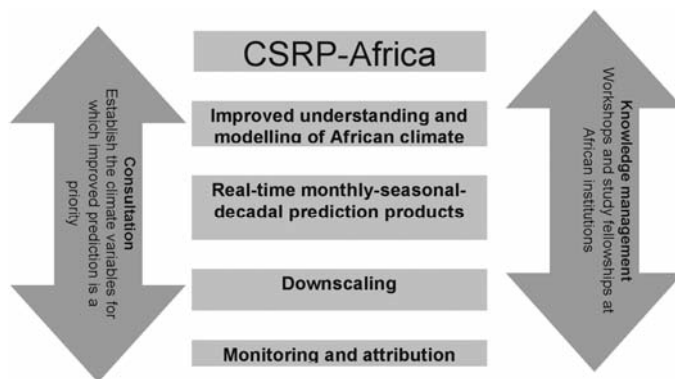 CSRP-Africa
Consultation
Establish the climate variables for
which improved prediction is a
priority
Improved understanding and
modelling of African climate
Real-time monthly-seasonal-
decadal prediction products
Downscaling
Monitoring and attribution
Knowledge management
Workshops and study fellowships at
African institutions